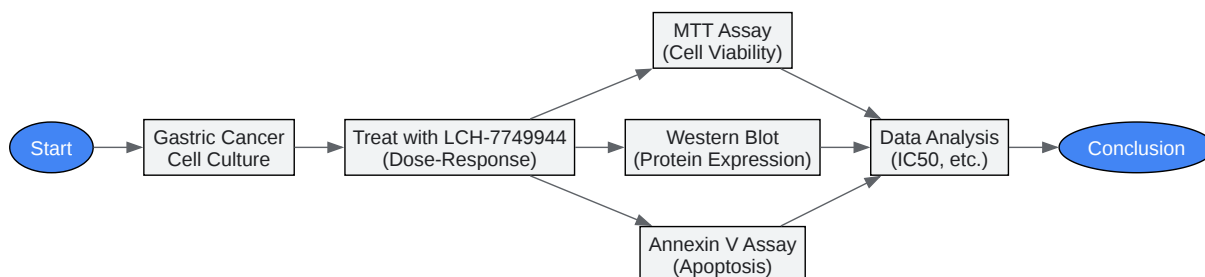 Start
Gastric Cancer
Cell Culture
Treat with LCH-7749944
(Dose-Response)
MTT Assay
(Cell Viability)
Western Blot
(Protein Expression)
Annexin V Assay
(Apoptosis)
Data Analysis
(IC50, etc.)
Conclusion